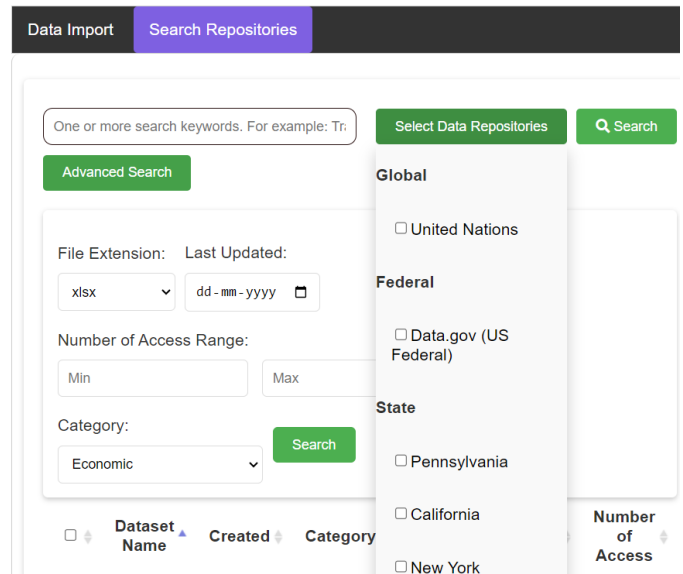 Data Import
Search Repositories
One or more search keywords. For example: Tr
Select Data Repositories
Search
Advanced Search
Global
United Nations
Federal
Data.gov (US
Federal)
State
Pennsylvania
California
New York
File Extension:
Last Updated:
xlsx
dd-mm-yyyy
Number of Access Range:
Min
Max
Category:
Economic
Search
Dataset
Name
Created
Category
Number
of
Access